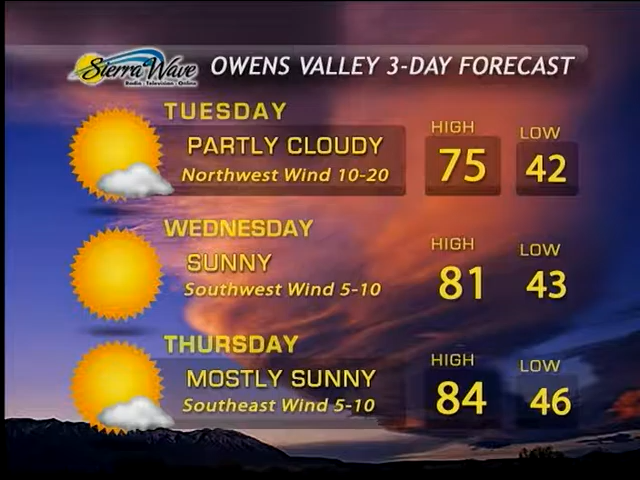 Sierra Wave
Radio | Television | Online
OWENS VALLEY 3-DAY FORECAST
TUESDAY
PARTLY CLOUDY
Northwest Wind 10-20
HIGH
75
LOW
42
WEDNESDAY
SUNNY
Southwest Wind 5-10
HIGH
81
LOW
43
THURSDAY
MOSTLY SUNNY
Southeast Wind 5-10
HIGH
84
LOW
46